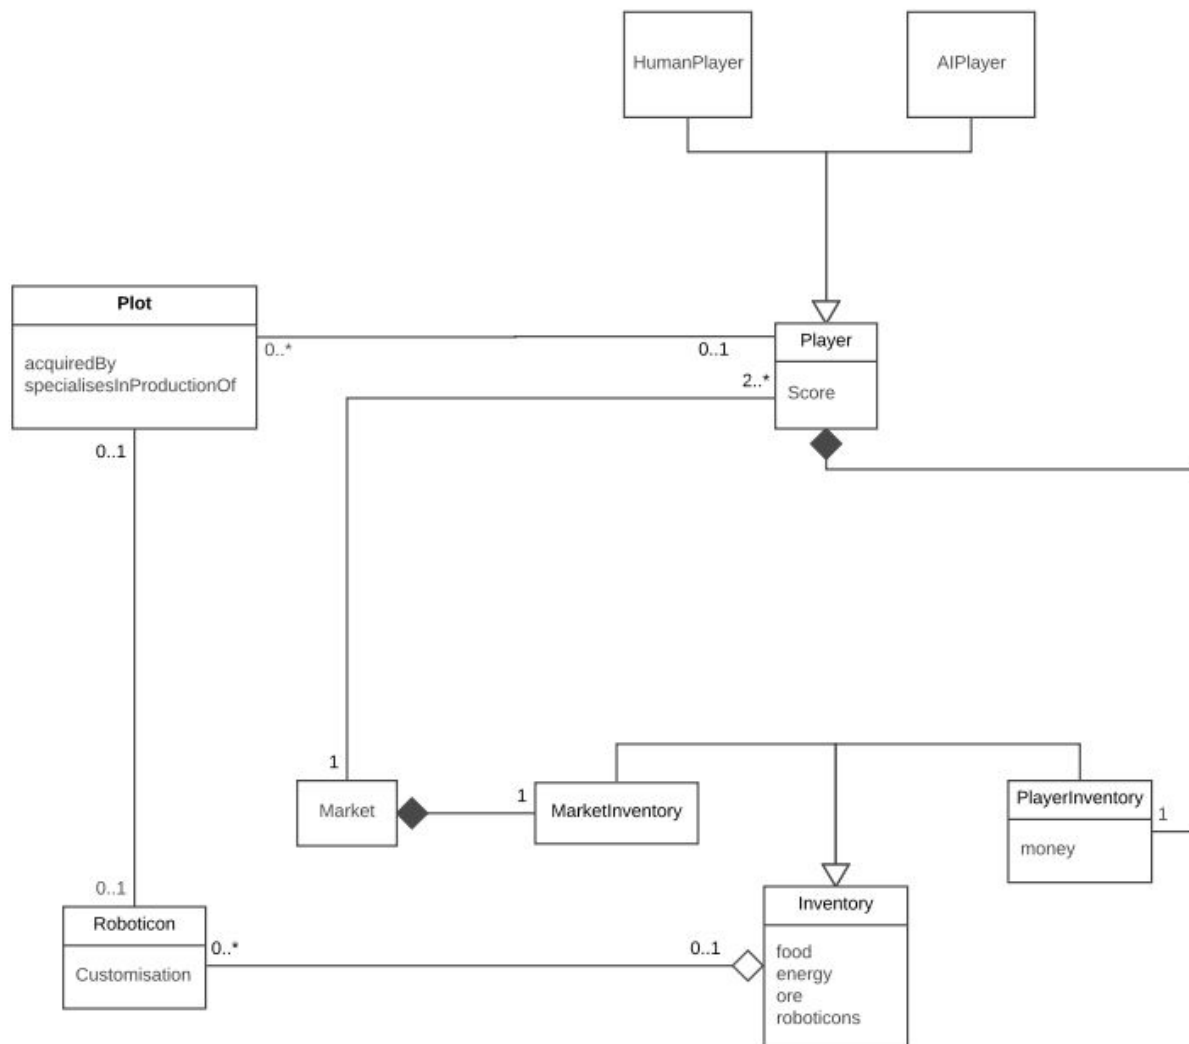 HumanPlayer
AIPlayer
Plot
acquiredBy
specialisesInProductionOf
0..*
0..1
Player
Score
2..*
0..1
1
Market
1
MarketInventory
PlayerInventory
money
1
0..1
Roboticon
Customisation
0..*
0..1
Inventory
food
energy
ore
roboticons